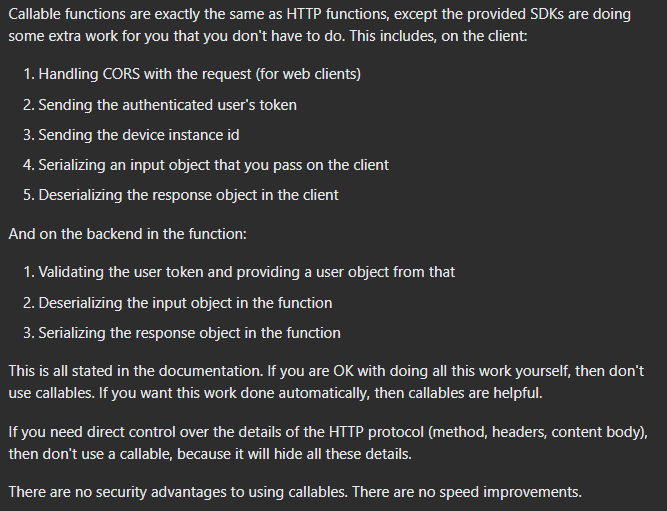 Callable functions are exactly the same as HTTP functions, except the provided SDKs are doing
some extra work for you that you don't have to do. This includes, on the client:
1. Handling CORS with the request (for web clients)
2. Sending the authenticated user's token
3. Sending the device instance id
4. Serializing an input object that you pass on the client
5. Deserializing the response object in the client
And on the backend in the function:
1. Validating the user token and providing a user object from that
2. Deserializing the input object in the function
3. Serializing the response object in the function
This is all stated in the documentation. If you are OK with doing all this work yourself, then don't
use callables. If you want this work done automatically, then callables are helpful.
If you need direct control over the details of the HTTP protocol (method, headers, content body),
then don't use a callable, because it will hide all these details.
There are no security advantages to using callables. There are no speed improvements.